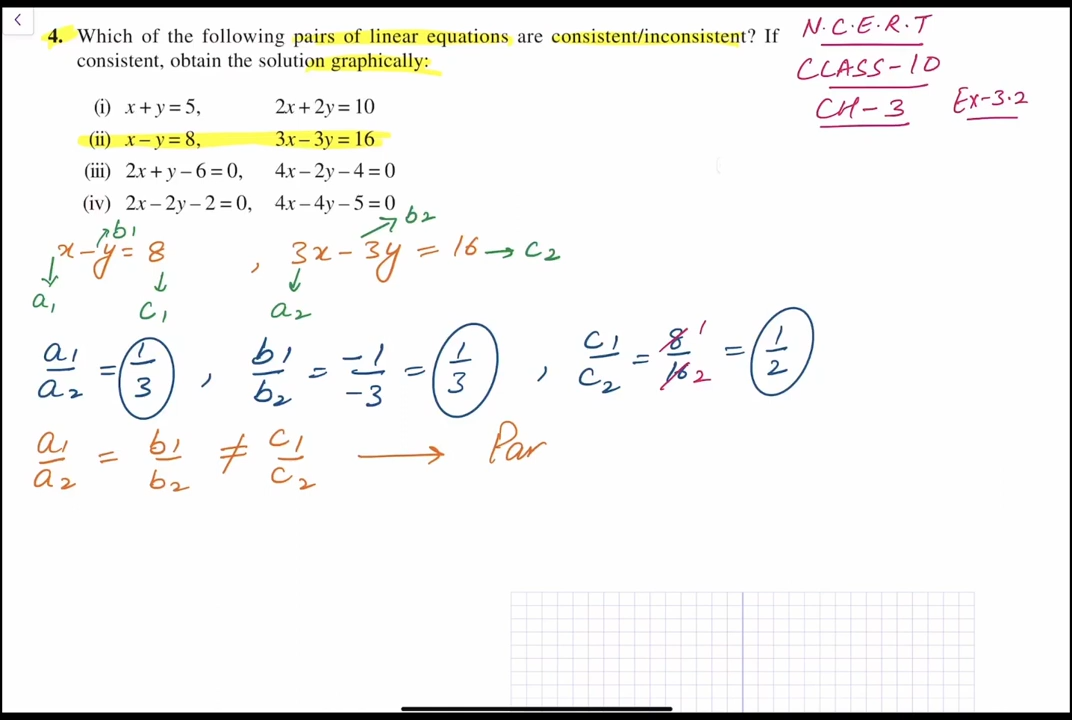 4. Which of the following pairs of linear equations are consistent/inconsistent? If
consistent, obtain the solution graphically:
(i) x + y = 5, 2x + 2y = 10
(ii) x – y = 8, 3x – 3y = 16
(iii) 2x + y – 6 = 0, 4x – 2y – 4 = 0
(iv) 2x – 2y – 2 = 0, 4x – 4y – 5 = 0
N.C.E.R.T
CLASS-10
CH-3 Ex-3.2
b1 b2
x - y = 8 , 3x - 3y = 16 → c2
a1 c1 a2
a1/a2 = 1/3 , b1/b2 = -1/-3 = 1/3 , c1/c2 = 8/16 1/2 = 1/2
a1/a2 = b1/b2 ≠ c1/c2 → Par